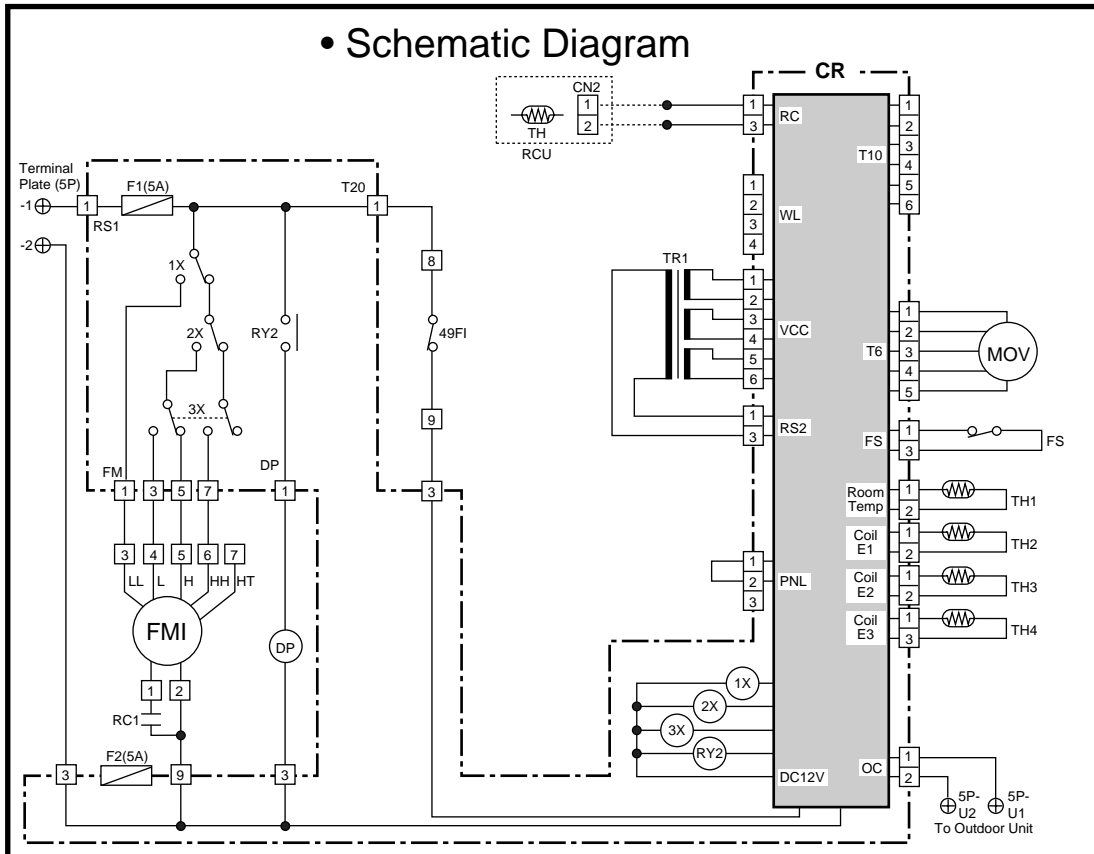 • Schematic Diagram
CR
CN2
1
2
TH
RCU
1
3
RC
1
2
3
4
5
6
T10
Terminal
Plate (5P)
-1
1
F1(5A)
T20
1
RS1
-2
1
2
3
4
WL
8
1X
TR1
1
2
3
4
5
6
VCC
1
2
3
4
5
T6
MOV
2X
RY2
49FI
3X
9
1
3
RS2
FS
1
3
FS
FM
DP
1
3
5
7
1
3
Room
Temp
1
2
TH1
Coil
E1
1
2
TH2
3
4
5
6
7
LL
L
H
HH
HT
1
2
3
PNL
Coil
E2
1
2
TH3
Coil
E3
1
3
TH4
FMI
DP
1
2
RC1
1X
2X
3X
RY2
DC12V
F2(5A)
3
9
3
OC
1
2
5P-
U2
5P-
U1
To Outdoor Unit